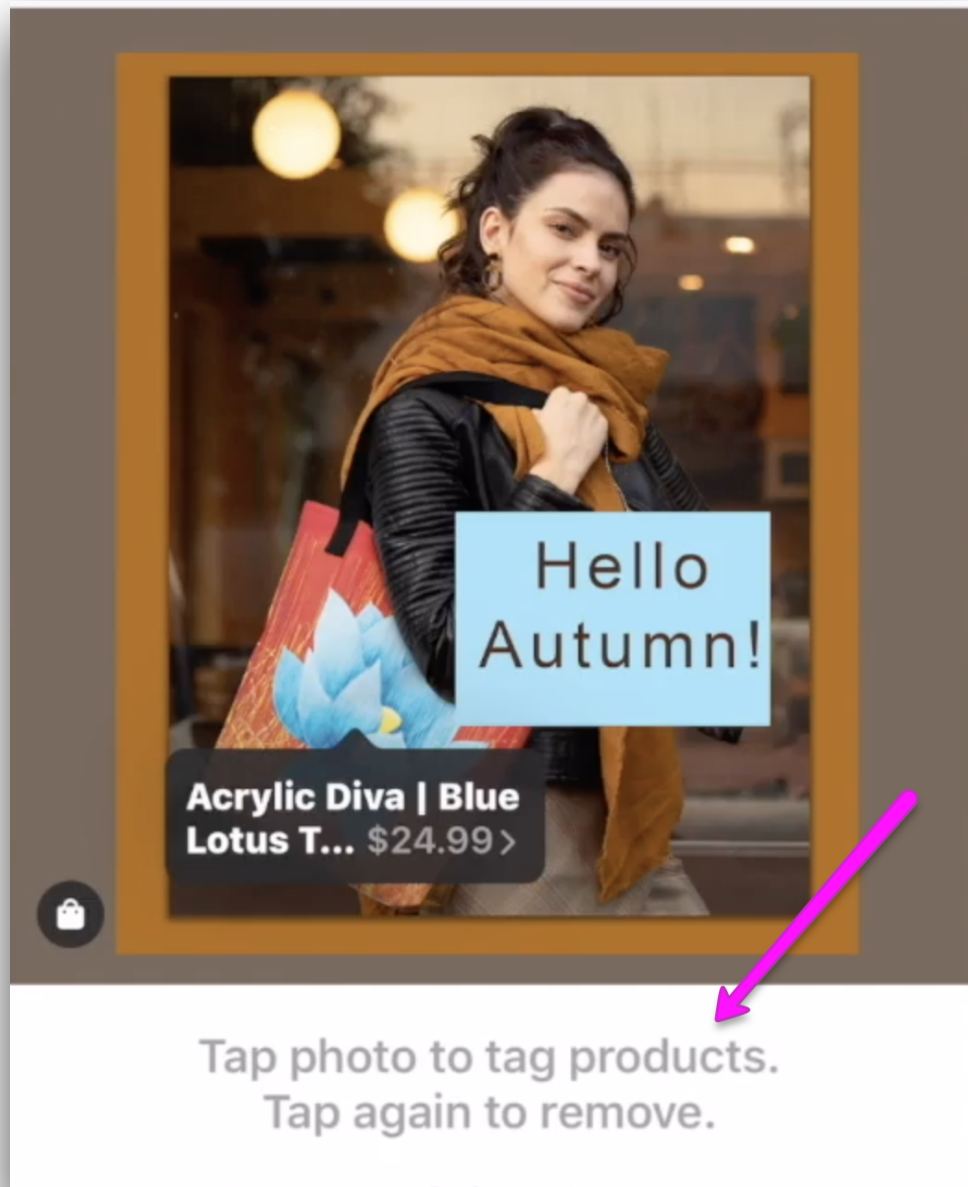 Hello
Autumn!
Acrylic Diva | Blue
Lotus T... $24.99 >
Tap photo to tag products.
Tap again to remove.